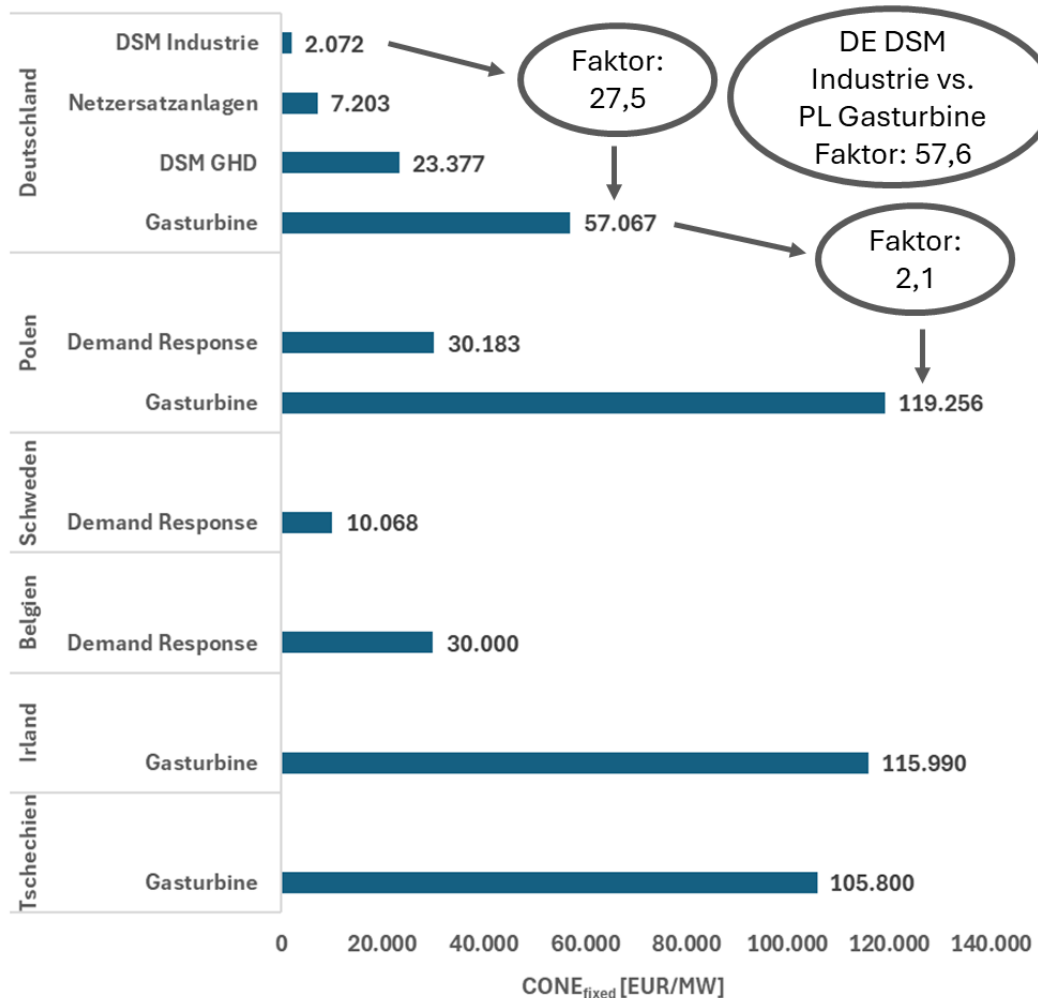 Deutschland
DSM Industrie 2.072
Netzersatzanlagen 7.203
DSM GHD 23.377
Gasturbine 57.067
Faktor:
27,5
DE DSM
Industrie vs.
PL Gasturbine
Faktor: 57,6
Faktor:
2,1
Polen
Demand Response 30.183
Gasturbine 119.256
Schweden
Demand Response 10.068
Belgien
Demand Response 30.000
Irland
Gasturbine 115.990
Tschechien
Gasturbine 105.800
0 20.000 40.000 60.000 80.000 100.000 120.000 140.000
CONEfixed [EUR/MW]